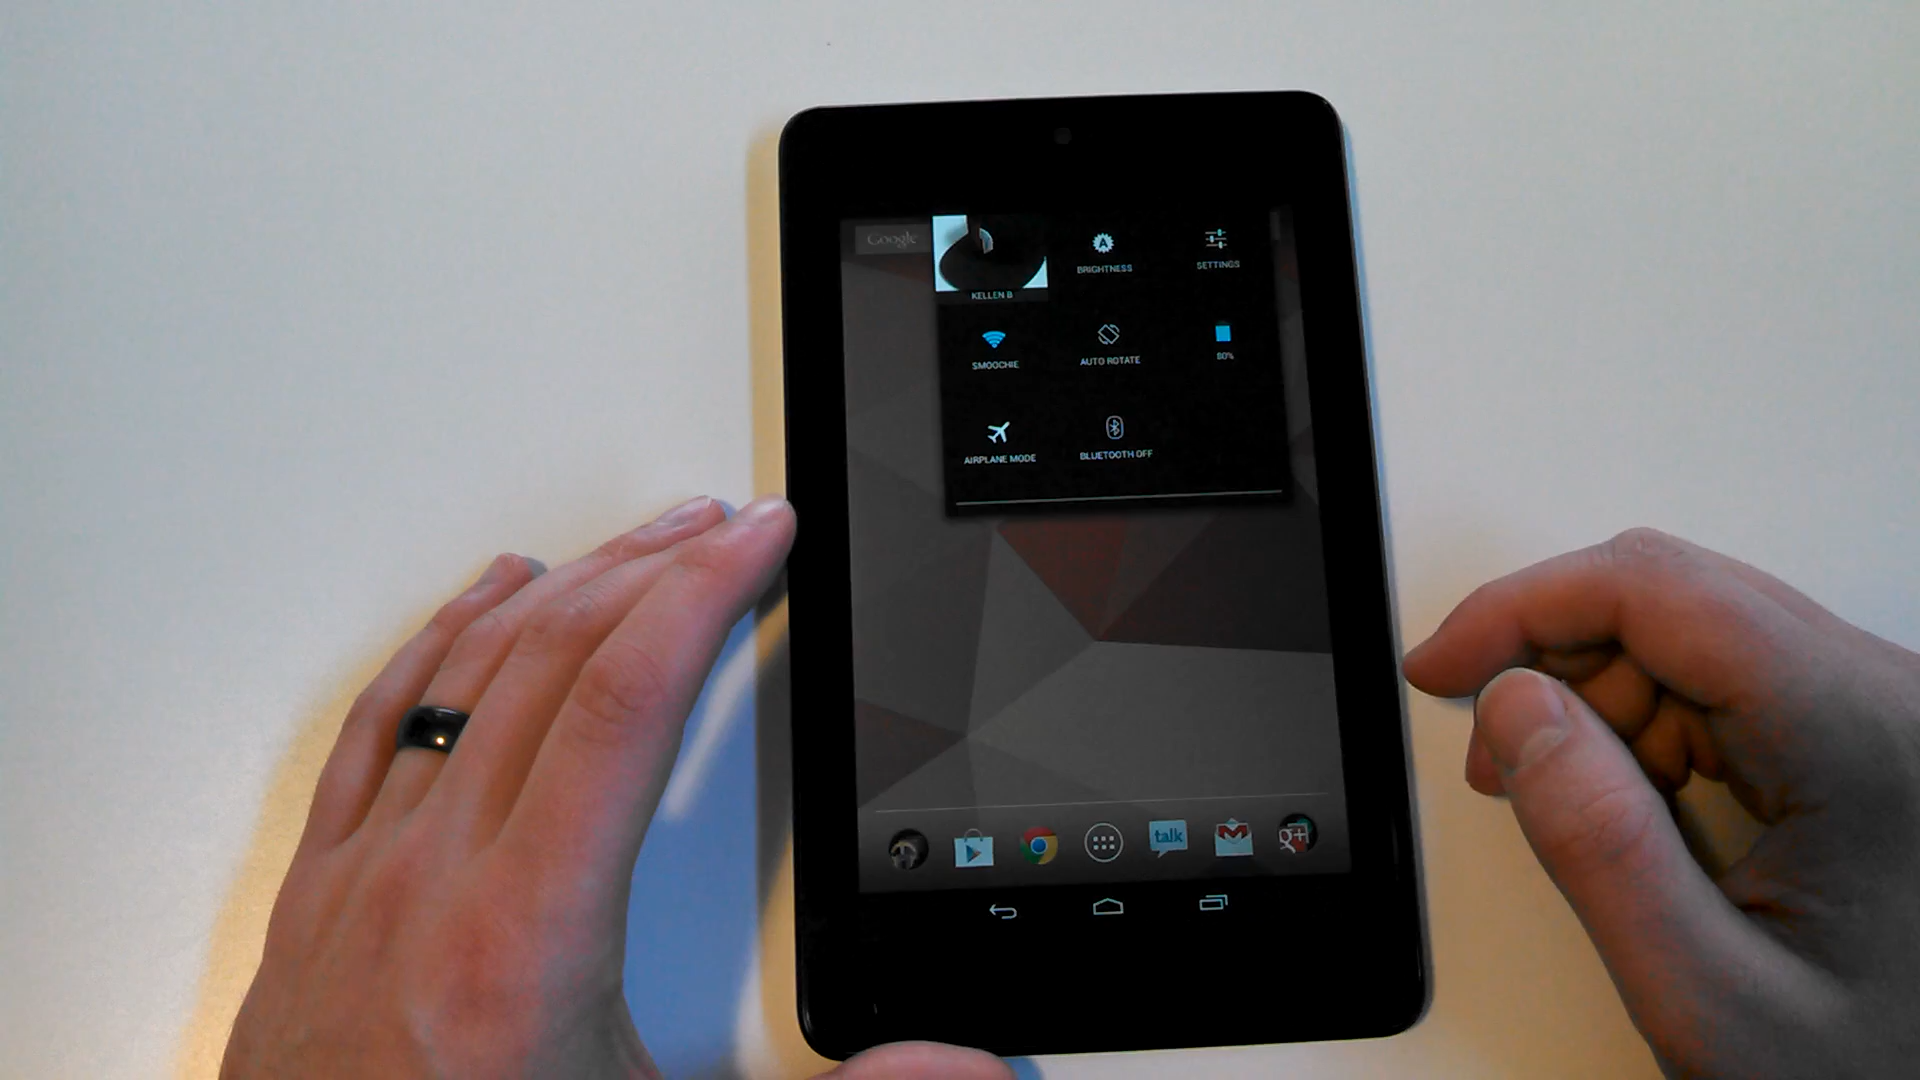 Google
BRIGHTNESS
SETTINGS
KELLEN B
SMOOCHIE
AUTO ROTATE
80%
AIRPLANE MODE
BLUETOOTH OFF
talk
g+